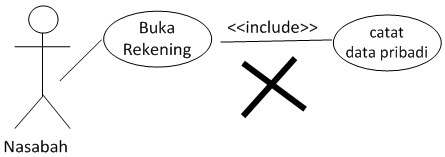 Buka
Rekening
<<include>>
catat
data pribadi
Nasabah